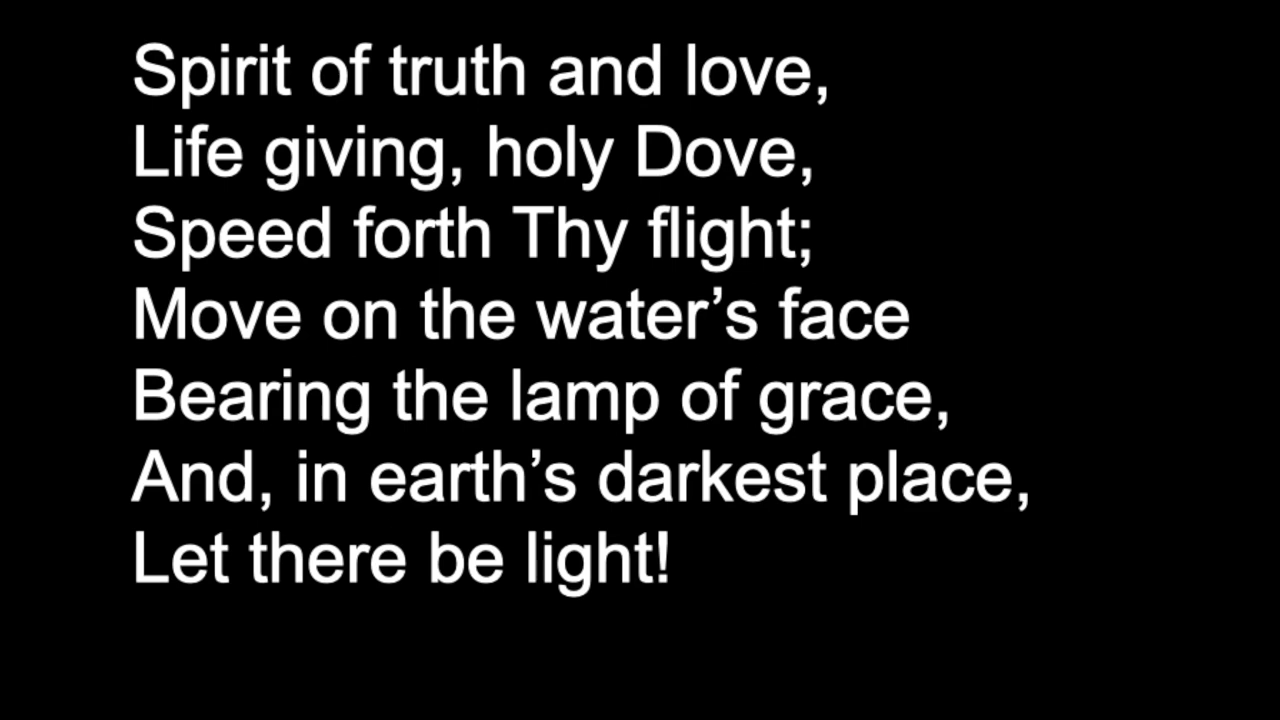 Spirit of truth and love,
Life giving, holy Dove,
Speed forth Thy flight;
Move on the water’s face
Bearing the lamp of grace,
And, in earth’s darkest place,
Let there be light!